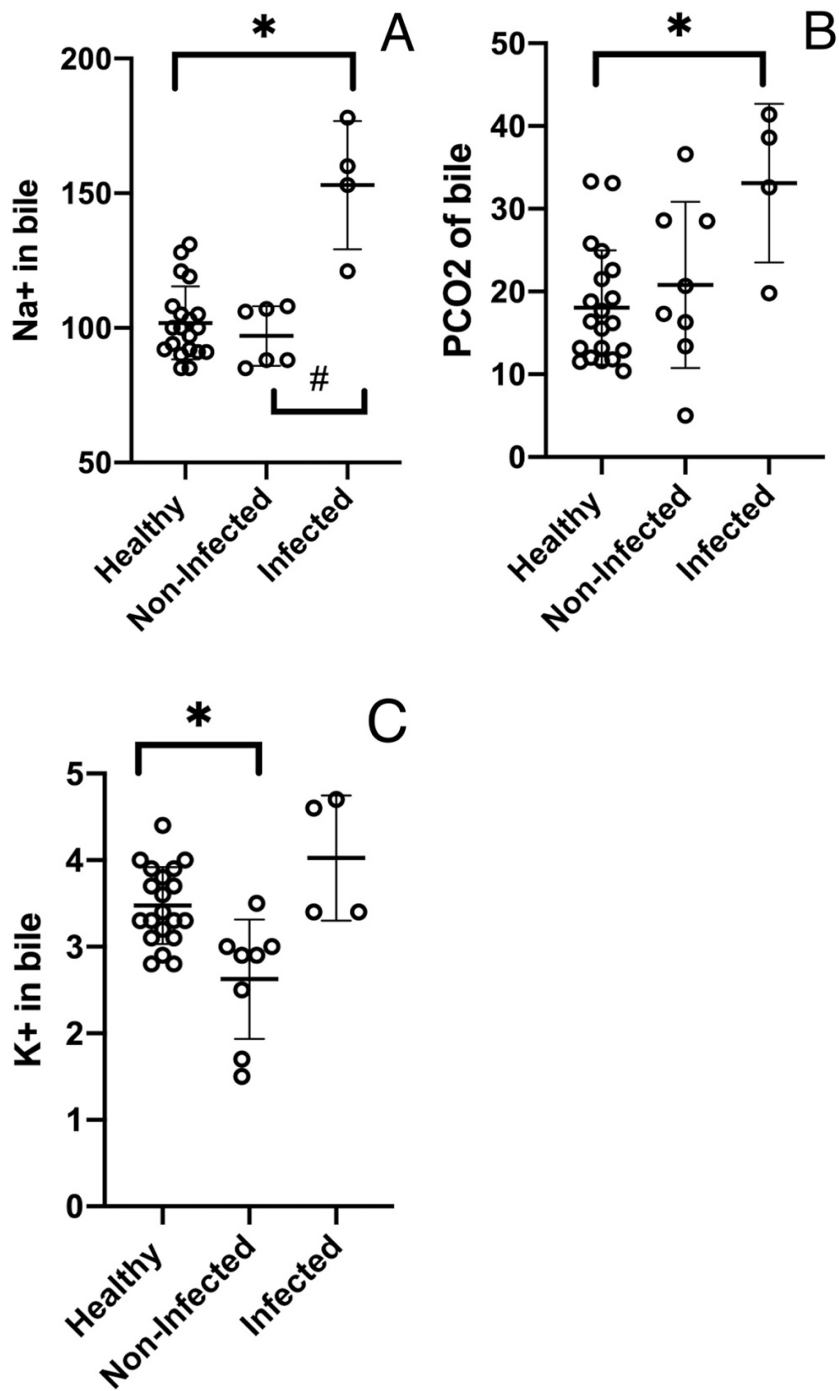 A
*
200
150
100
50
Na+ in bile
#
Healthy
Non-Infected
Infected
B
*
50
40
30
20
10
0
PCO2 of bile
Healthy
Non-Infected
Infected
C
*
5
4
3
2
1
0
K+ in bile
Healthy
Non-Infected
Infected